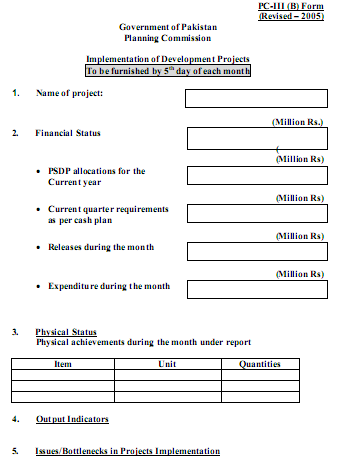 PC-III (B) Form
(Revised – 2005)
Government of Pakistan
Planning Commission
Implementation of Development Projects
To be furnished by 5th day of each month
1. Name of project:
(Million Rs.)
2. Financial Status
(
(Million Rs)
• PSDP allocations for the
Current year
(Million Rs)
• Current quarter requirements
as per cash plan
(Million Rs)
• Releases during the month
(Million Rs)
• Expenditure during the month
3. Physical Status
Physical achievements during the month under report
Item Unit Quantities
4. Output Indicators
5. Issues/Bottlenecks in Projects Implementation